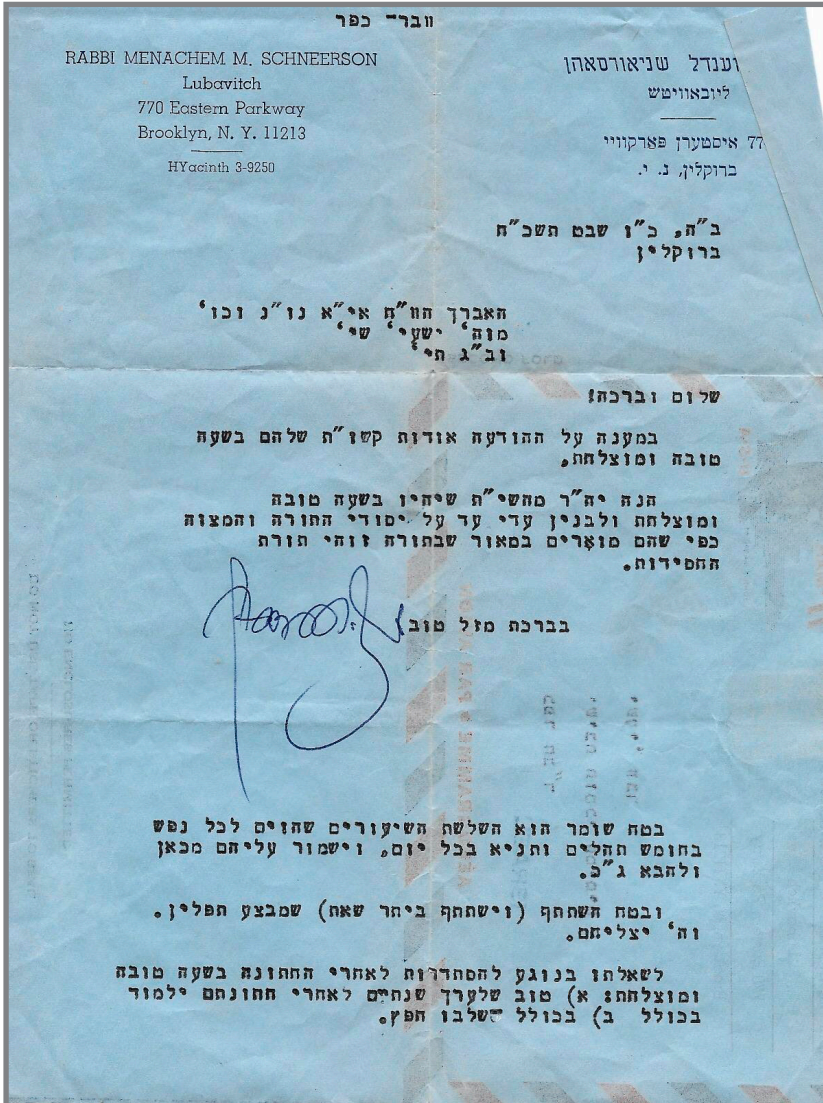 וובר־ כפר
RABBI MENACHEM M. SCHNEERSON
Lubavitch
770 Eastern Parkway
Brooklyn, N. Y. 11213
HYacinth 3-9250
וענדל שניאורסאהן
ליובאוויטש
77 איסטערן פארקוויי
ברוקלין, נ. י.
ב"ה, כ"ו שבט תשכ"ח
ברוקלין
האברך הוו"ח אי"א נו"נ וכו'
מוה' ישעי' שי'
וב"ג תי'
שלום וברכה!
במענה על ההודעה אודות קשו"ת שלהם בשעה
טובה ומוצלחת,
הנה יה"ר מהשי"ת שיהיו בשעה טובה
ומוצלחת ולבנין עדי עד על יסודי התורה והמצוה
כפי שהם מוארים במאור שבתורה זוהי תורת
החסידות.
בברכת מזל טוב
בטח שומר הוא השלשת השיעורים שהזים לכל נפש
בחומש תהלים ותניא בכל יום, וישמור עליהם מכאן
ולהבא ג"כ.
ובטח השתתף (וישתתף ביתר שאת) שמבצע תפלין.
וה' יצליחם.
לשאלתו בנוגע להסתדרות לאחרי החתונה בשעה טובה
ומוצלחת: א) טוב שלערך שנתיים לאחרי חתונתם ילמוד
בכולל ב) בכולל שלבו חפץ.